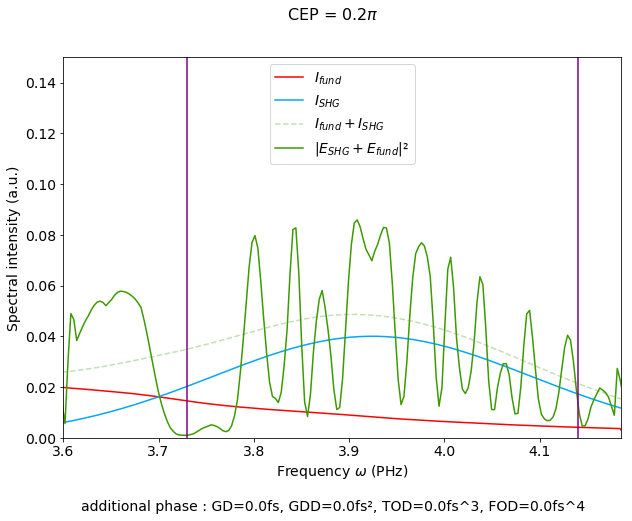 CEP = 0.2π
0.14
0.12
0.10
0.08
0.06
0.04
0.02
0.00
Spectral intensity (a.u.)
I_fund
I_SHG
I_fund + I_SHG
|E_SHG + E_fund|²
3.6 3.7 3.8 3.9 4.0 4.1
Frequency ω (PHz)
additional phase : GD=0.0fs, GDD=0.0fs², TOD=0.0fs^3, FOD=0.0fs^4